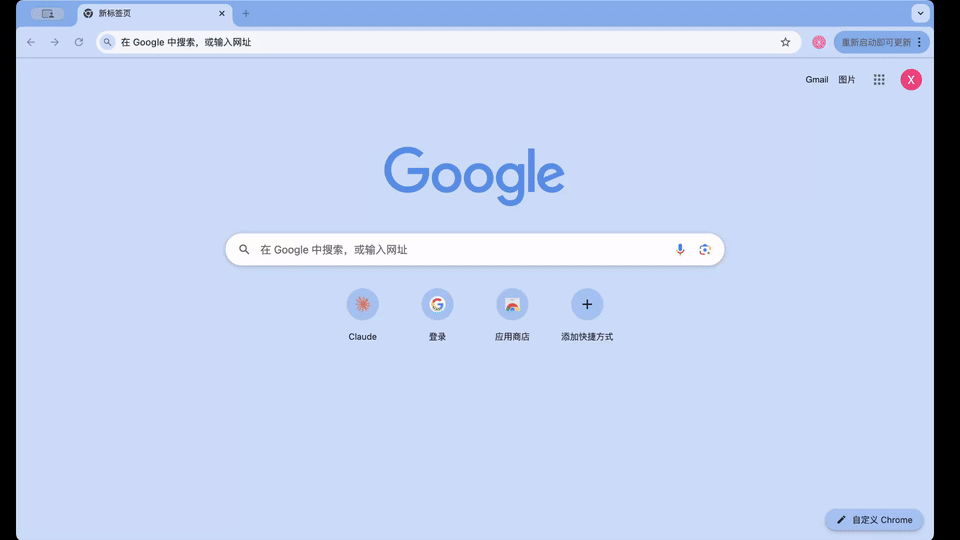 新标签页
在 Google 中搜索，或输入网址
重新启动即可更新
Gmail 图片
X
Google
在 Google 中搜索，或输入网址
Claude 登录 应用商店 添加快捷方式
自定义 Chrome